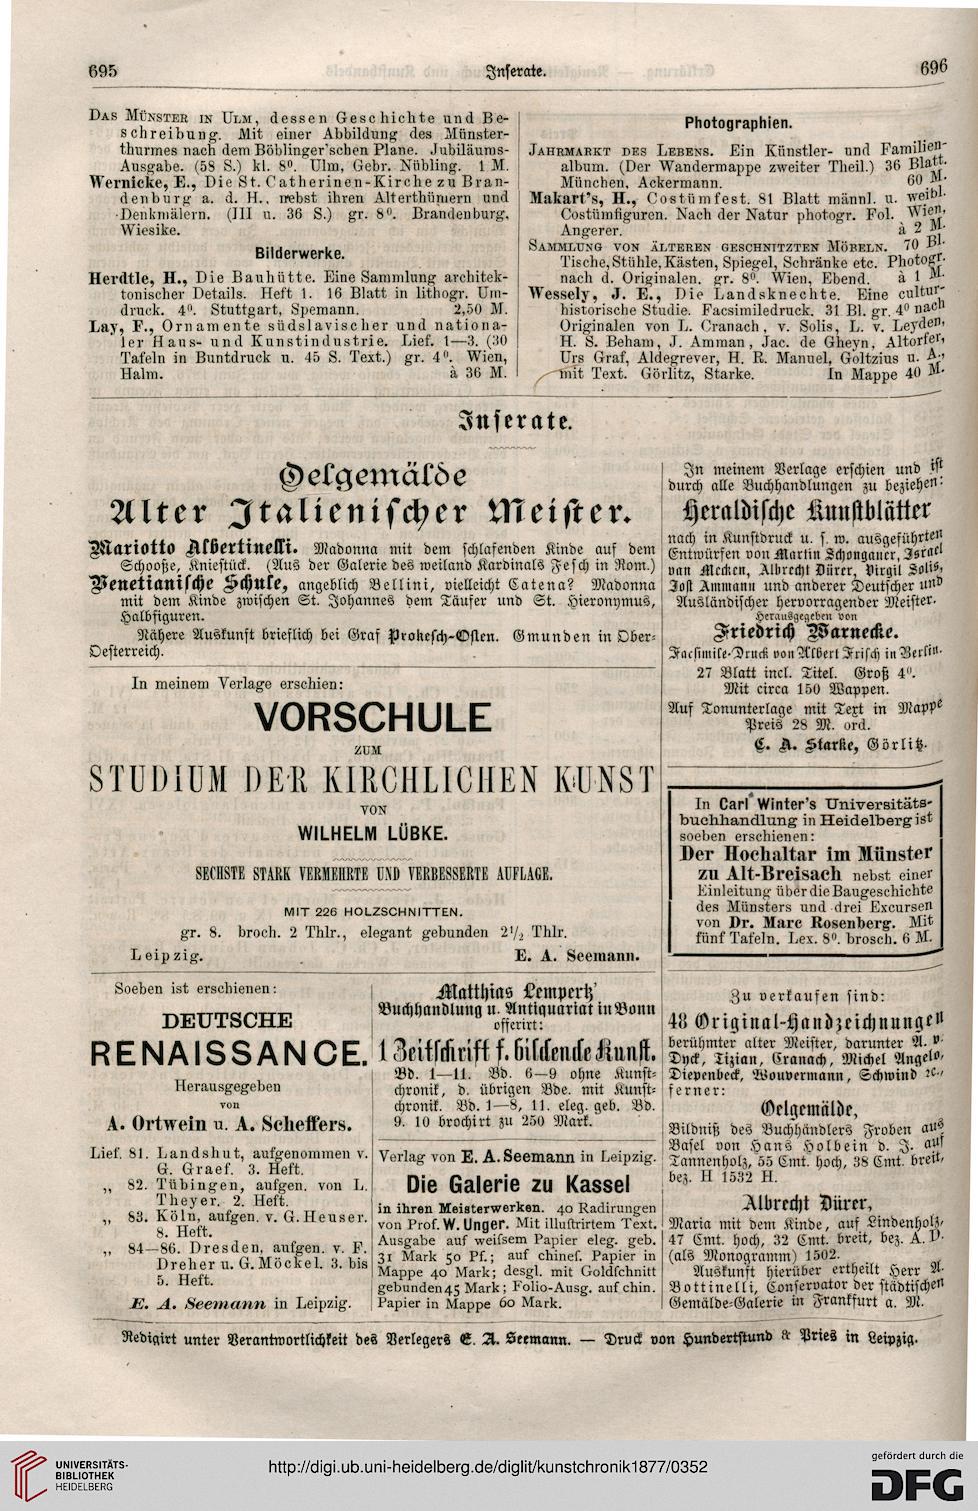 695
Inserate.
696
DAS MÜNSTER IN ULM, dessen Geschichte und Be-
schreibung. Mit einer Abbildung des Münster-
thurmes nach dem Böblinger'schen Plane. Jubiläums-
Ausgabe. (58 S.) kl. 8⁰. Ulm, Gebr. Nübling. 1 M.
Wernicke, E., Die St. Catherinen-Kirche zu Bran-
denburg a. d. H., nebst ihren Alterthümern und
Denkmälern. (III u. 36 S.) gr. 8⁰. Brandenburg,
Wiesike.
Bilderwerke.
Herdtle, H., Die Bauhütte. Eine Sammlung architek-
tonischer Details. Heft 1. 16 Blatt in lithogr. Um-
druck. 4⁰. Stuttgart, Spemann. 2,50 M.
Lay, F., Ornamente südslavischer und nationa-
ler Haus- und Kunstindustrie. Lief. 1—3. (30
Tafeln in Buntdruck u. 45 S. Text.) gr. 4⁰. Wien,
Halm. à 36 M.
Photographien.
JAHRMARKT DES LEBENS. Ein Künstler- und Familien-
album. (Der Wandermappe zweiter Theil.) 36 Blatt.
München, Ackermann. 60 M.
Makart's, H., Costümfest. 81 Blatt männl. u. weibl.
Costümfiguren. Nach der Natur photogr. Fol. Wien,
Angerer. à 2 M.
SAMMLUNG VON ÄLTEREN GESCHNITZTEN MÖBELN. 70 Bl.
Tische, Stühle, Kästen, Spiegel, Schränke etc. Photogr.
nach d. Originalen. gr. 8⁰. Wien, Ebend. à 1 M.
Wessely, J. E., Die Landsknechte. Eine cultur-
historische Studie. Facsimiledruck. 31 Bl. gr. 4⁰ nach
Originalen von L. Cranach, v. Solis, L. v. Leyden,
H. S. Beham, J. Amman, Jac. de Gheyn, Altorfer,
Urs Graf, Aldegrever, H. R. Manuel, Goltzius u. A.,
mit Text. Görlitz, Starke. In Mappe 40 M.
Inserate.
Oelgemälde
Alter Italienischer Meister.
Mariotto Albertinelli. Madonna mit dem schlafenden Kinde auf dem
Schooße, Kniestück. (Aus der Galerie des weiland Kardinals Fesch in Rom.)
Venetianische Schule, angeblich Bellini, vielleicht Catena? Madonna
mit dem Kinde zwischen St. Johannes dem Täufer und St. Hieronymus,
Halbfiguren.
Nähere Auskunft brieflich bei Graf Prokesch-Osten. Gmunden in Ober-
Oesterreich.
In meinem Verlage erschien:
VORSCHULE
ZUM
STUDIUM DER KIRCHLICHEN KUNST
VON
WILHELM LÜBKE.
SECHSTE STARK VERMEHRTE UND VERBESSERTE AUFLAGE.
MIT 226 HOLZSCHNITTEN.
gr. 8. broch. 2 Thlr., elegant gebunden 2½ Thlr.
Leipzig. E. A. Seemann.
In meinem Verlage erschien und ist
durch alle Buchhandlungen zu beziehen:
Heraldische Kunstblätter
nach in Kunstdruck u. s. w. ausgeführten
Entwürfen von Martin Schongauer, Israel
van Mecken, Albrecht Dürer, Virgil Solis,
Jost Ammann und anderer Deutscher und
Ausländischer hervorragender Meister.
Herausgegeben von
Friedrich Warnecke.
Facsimile-Druck von Albert Frisch in Berlin.
27 Blatt incl. Titel. Groß 4⁰.
Mit circa 150 Wappen.
Auf Tonunterlage mit Text in Mappe
Preis 28 M. ord.
C. A. Starke, Görlitz.
In Carl Winter's Universitäts-
buchhandlung in Heidelberg ist
soeben erschienen:
Der Hochaltar im Münster
zu Alt-Breisach nebst einer
Einleitung über die Baugeschichte
des Münsters und drei Excursen
von Dr. Marc Rosenberg. Mit
fünf Tafeln. Lex. 8⁰. brosch. 6 M.
Soeben ist erschienen:
DEUTSCHE
RENAISSANCE.
Herausgegeben
von
A. Ortwein u. A. Scheffers.
Lief. 81. Landshut, aufgenommen v.
G. Graef. 3. Heft.
„ 82. Tübingen, aufgen. von L.
Theyer. 2. Heft.
„ 83. Köln, aufgen. v. G. Heuser.
8. Heft.
„ 84—86. Dresden, aufgen. v. F.
Dreher u. G. Möckel. 3. bis
5. Heft.
E. A. Seemann in Leipzig.
Matthias Lempertz'
Buchhandlung u. Antiquariat in Bonn
offerirt:
1 Zeitschrift f. bildende Kunst.
Bd. 1—11. Bd. 6—9 ohne Kunst-
chronik, d. übrigen Bde. mit Kunst-
chronik. Bd. 1—8, 11. eleg. geb. Bd.
9. 10 brochirt zu 250 Mark.
Verlag von E. A. Seemann in Leipzig.
Die Galerie zu Kassel
in ihren Meisterwerken. 40 Radirungen
von Prof. W. Unger. Mit illustrirtem Text.
Ausgabe auf weissem Papier eleg. geb.
31 Mark 50 Pf.; auf chines. Papier in
Mappe 40 Mark; desgl. mit Goldschnitt
gebunden 45 Mark; Folio-Ausg. auf chin.
Papier in Mappe 60 Mark.
Zu verkaufen sind:
48 Original-Handzeichnungen
berühmter alter Meister, darunter A. v.
Dyck, Tizian, Cranach, Michel Angelo,
Diepenbeck, Wouvermann, Schwind ꝛc.,
ferner:
Oelgemälde,
Bildniß des Buchhändlers Froben aus
Basel von Hans Holbein d. J. auf
Tannenholz, 55 Cmt. hoch, 38 Cmt. breit,
bez. H 1532 H.
Albrecht Dürer,
Maria mit dem Kinde, auf Lindenholz,
47 Cmt. hoch, 32 Cmt. breit, bez. A. D.
(als Monogramm) 1502.
Auskunft hierüber ertheilt Herr A.
Bottinelli, Conservator der städtischen
Gemälde-Galerie in Frankfurt a. M.
Redigirt unter Verantwortlichkeit des Verlegers E. A. Seemann. — Druck von Hundertstund & Pries in Leipzig.
UNIVERSITÄTS-
BIBLIOTHEK
HEIDELBERG
http://digi.ub.uni-heidelberg.de/diglit/kunstchronik1877/0352
gefördert durch die
DFG